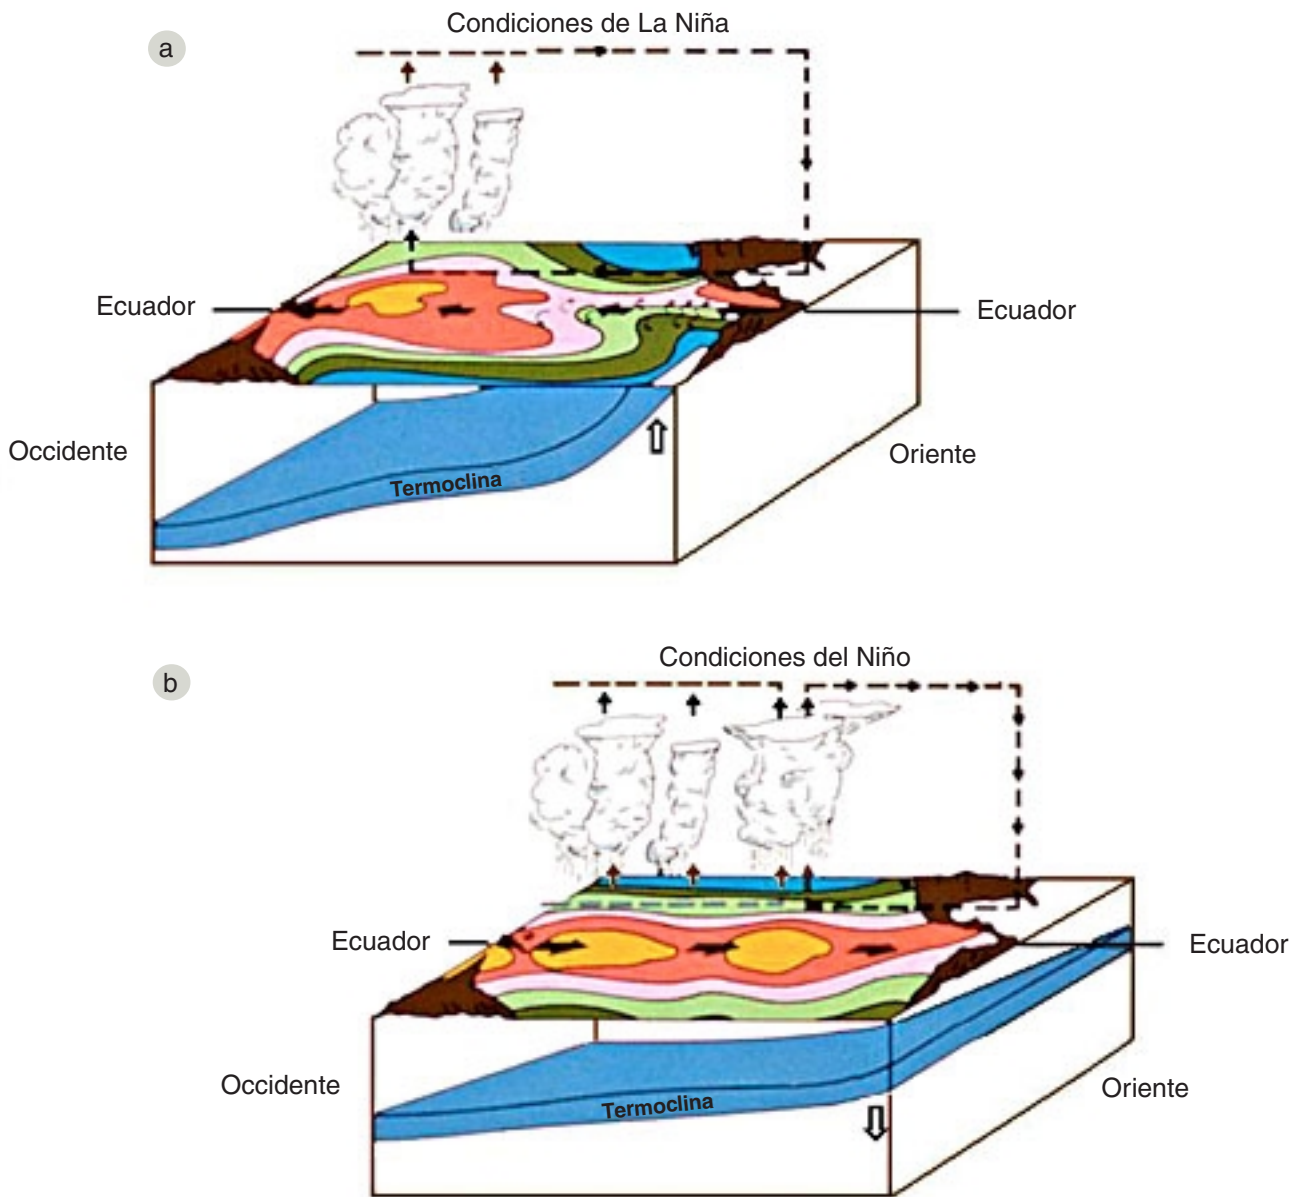 Condiciones de La Niña
a
Ecuador
Ecuador
Occidente
Oriente
Termoclina
Condiciones del Niño
b
Ecuador
Ecuador
Occidente
Oriente
Termoclina